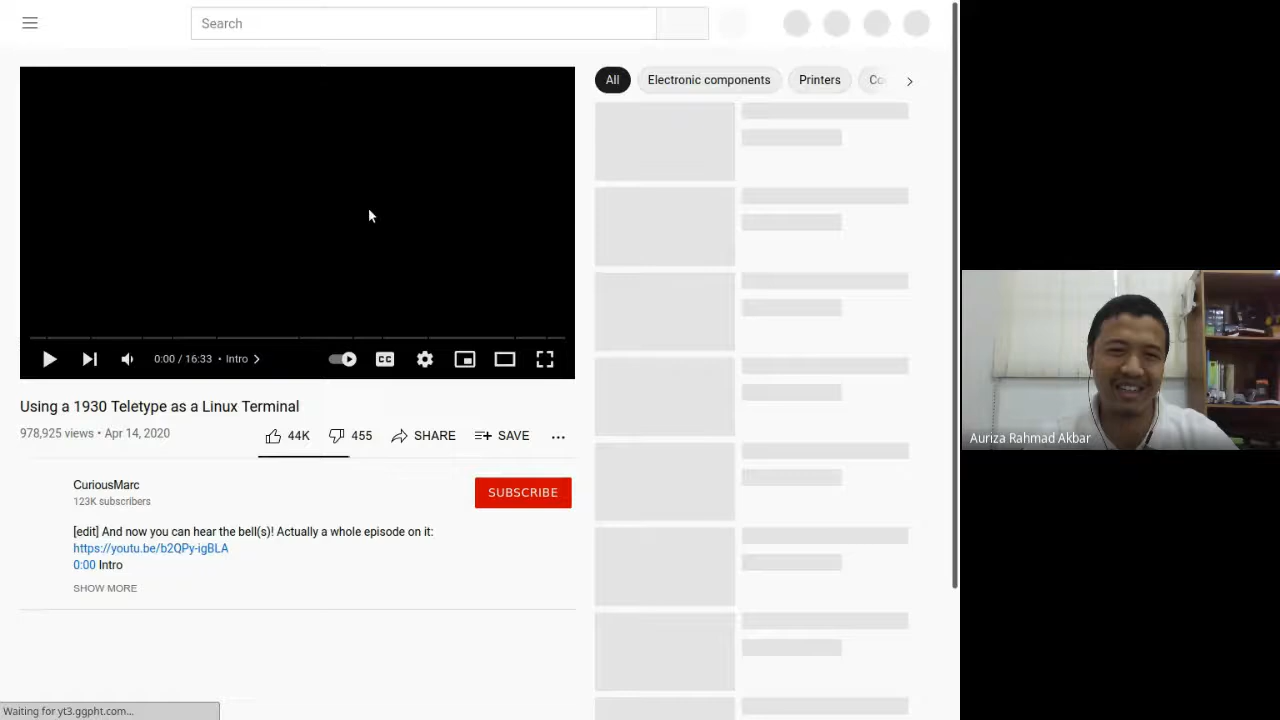 Search
All
Electronic components
Printers
0:00 / 16:33 • Intro
CC
Using a 1930 Teletype as a Linux Terminal
978,925 views • Apr 14, 2020
44K
455
SHARE
SAVE
CuriousMarc
123K subscribers
SUBSCRIBE
[edit] And now you can hear the bell(s)! Actually a whole episode on it:
https://youtu.be/b2QPy-igBLA
0:00 Intro
SHOW MORE
Waiting for yt3.ggpht.com...
Auriza Rahmad Akbar